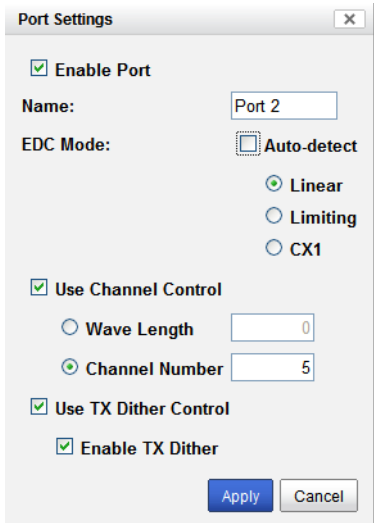 Port Settings
Enable Port
Name: Port 2
EDC Mode: Auto-detect
Linear
Limiting
CX1
Use Channel Control
Wave Length 0
Channel Number 5
Use TX Dither Control
Enable TX Dither
Apply Cancel